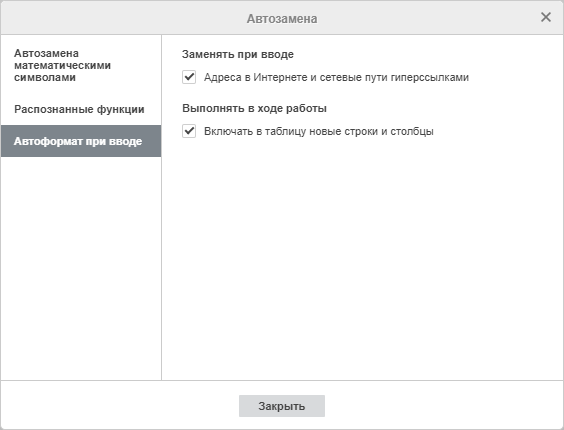 Автозамена
Автозамена
математическими
символами
Распознанные функции
Автоформат при вводе
Заменять при вводе
Адреса в Интернете и сетевые пути гиперссылками
Выполнять в ходе работы
Включать в таблицу новые строки и столбцы
Закрыть